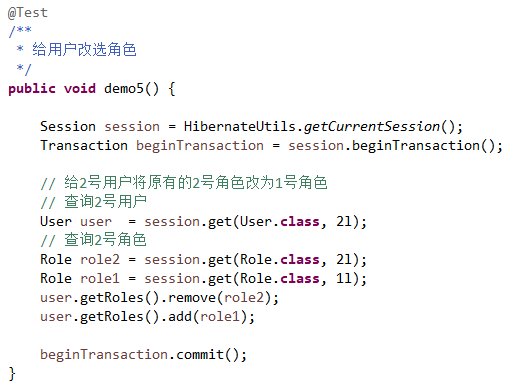 @Test
/**
 * 给用户改选角色
 */
public void demo5() {
    Session session = HibernateUtils.getCurrentSession();
    Transaction beginTransaction = session.beginTransaction();
    // 给2号用户将原有的2号角色改为1号角色
    // 查询2号用户
    User user  = session.get(User.class, 2l);
    // 查询2号角色
    Role role2 = session.get(Role.class, 2l);
    Role role1 = session.get(Role.class, 1l);
    user.getRoles().remove(role2);
    user.getRoles().add(role1);
    beginTransaction.commit();
}